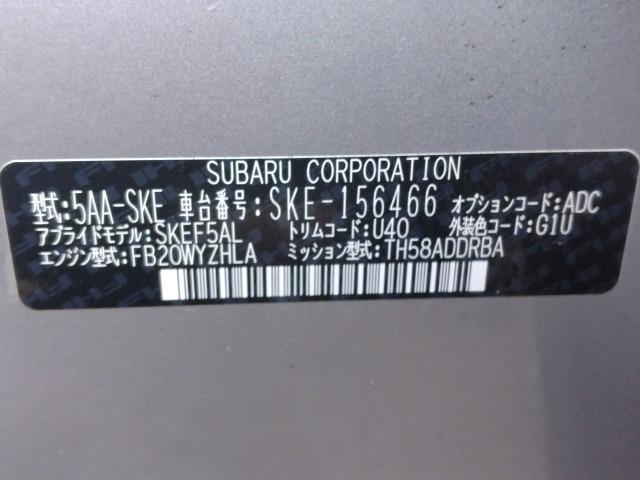 SUBARU CORPORATION
型式:5AA-SKE 車台番号:SKE-156466 オプションコード:ADC
アプライドモデル:SKEF5AL トリムコード:U40 外装色コード:G1U
エンジン型式:FB20WYZHLA ミッション型式:TH58ADDRBA